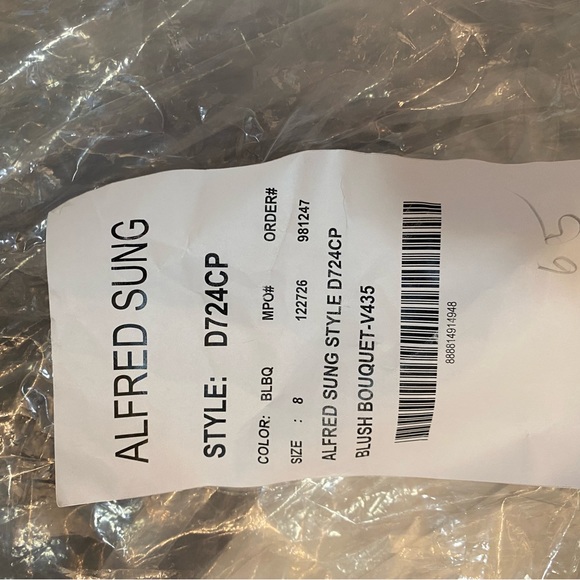 ALFRED SUNG
STYLE: D724CP
COLOR: BLBQ MPO# ORDER#
SIZE : 8 122726 981247
ALFRED SUNG STYLE D724CP
BLUSH BOUQUET-V435
888814914948
65